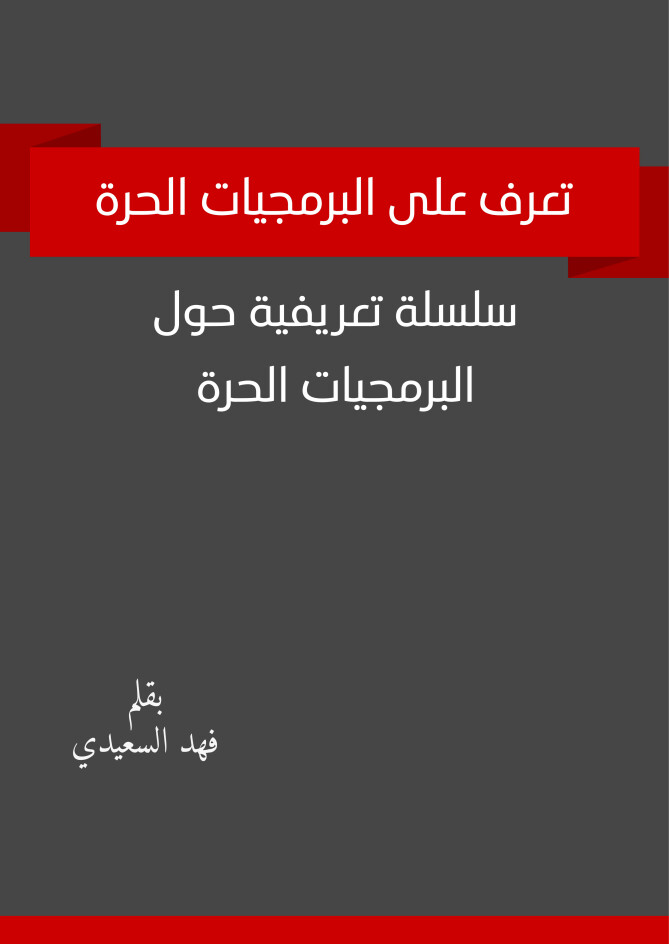 تعرف على البرمجيات الحرة
سلسلة تعريفية حول
البرمجيات الحرة
بقلم
فهد السعيدي